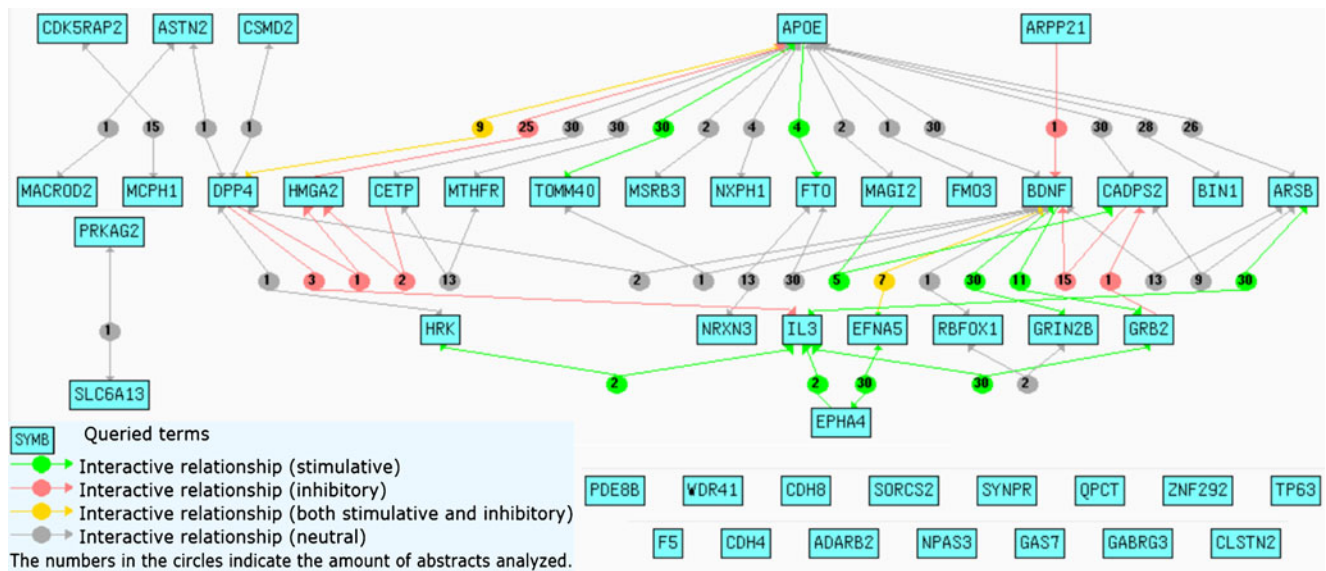 CDK5RAP2 ASTN2 CSMD2 APOE ARPP21
1 15 1 1 9 25 30 30 30 2 4 4 2 1 30 1 30 28 26
MACROD2 MCPH1 DPP4 HMGA2 CETP MTHFR TOMM40 MSRB3 NXPH1 FTO MAGI2 FMO3 BDNF CADPS2 BIN1 ARSB
PRKAG2
1 3 1 2 13 2 1 13 30 5 7 1 30 11 15 1 13 9 30
1
HRK NRXN3 IL3 EFNA5 RBFOX1 GRIN2B GRB2
2 2 30 30 2
SLC6A13
EPHA4
SYMB Queried terms
Interactive relationship (stimulative)
Interactive relationship (inhibitory)
Interactive relationship (both stimulative and inhibitory)
Interactive relationship (neutral)
The numbers in the circles indicate the amount of abstracts analyzed.
PDE8B WDR41 CDH8 SORCS2 SYNPR QPCT ZNF292 TP63
F5 CDH4 ADARB2 NPAS3 GAS7 GABRG3 CLSTN2